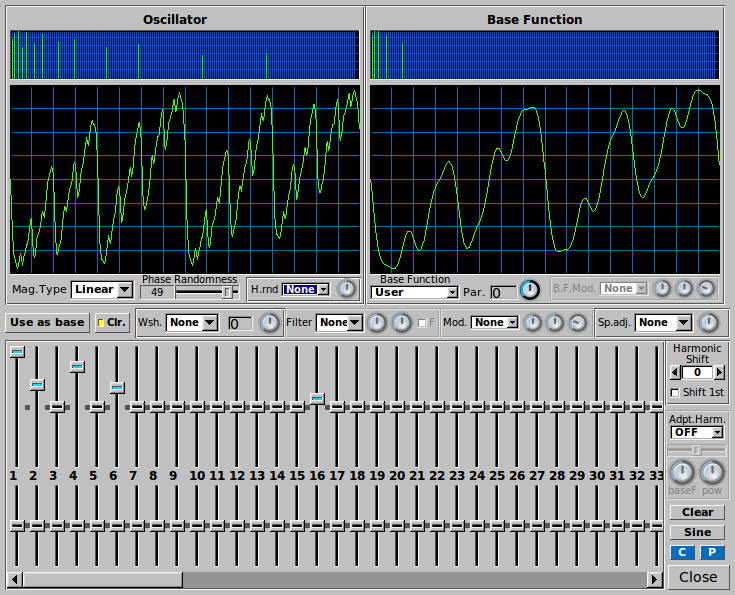 Oscillator
Base Function
Mag.Type Linear
Phase Randomness
49
H.rnd None
Base Function
User
Par. 0
B.F.Mod. None
Use as base
Clr.
Wsh. None 0
Filter None
F
Mod. None
Sp.adj. None
Harmonic
Shift
0
Shift 1st
Adpt.Harm.
OFF
baseF pow
1 2 3 4 5 6 7 8 9 10 11 12 13 14 15 16 17 18 19 20 21 22 23 24 25 26 27 28 29 30 31 32 33
Clear
Sine
C P
Close